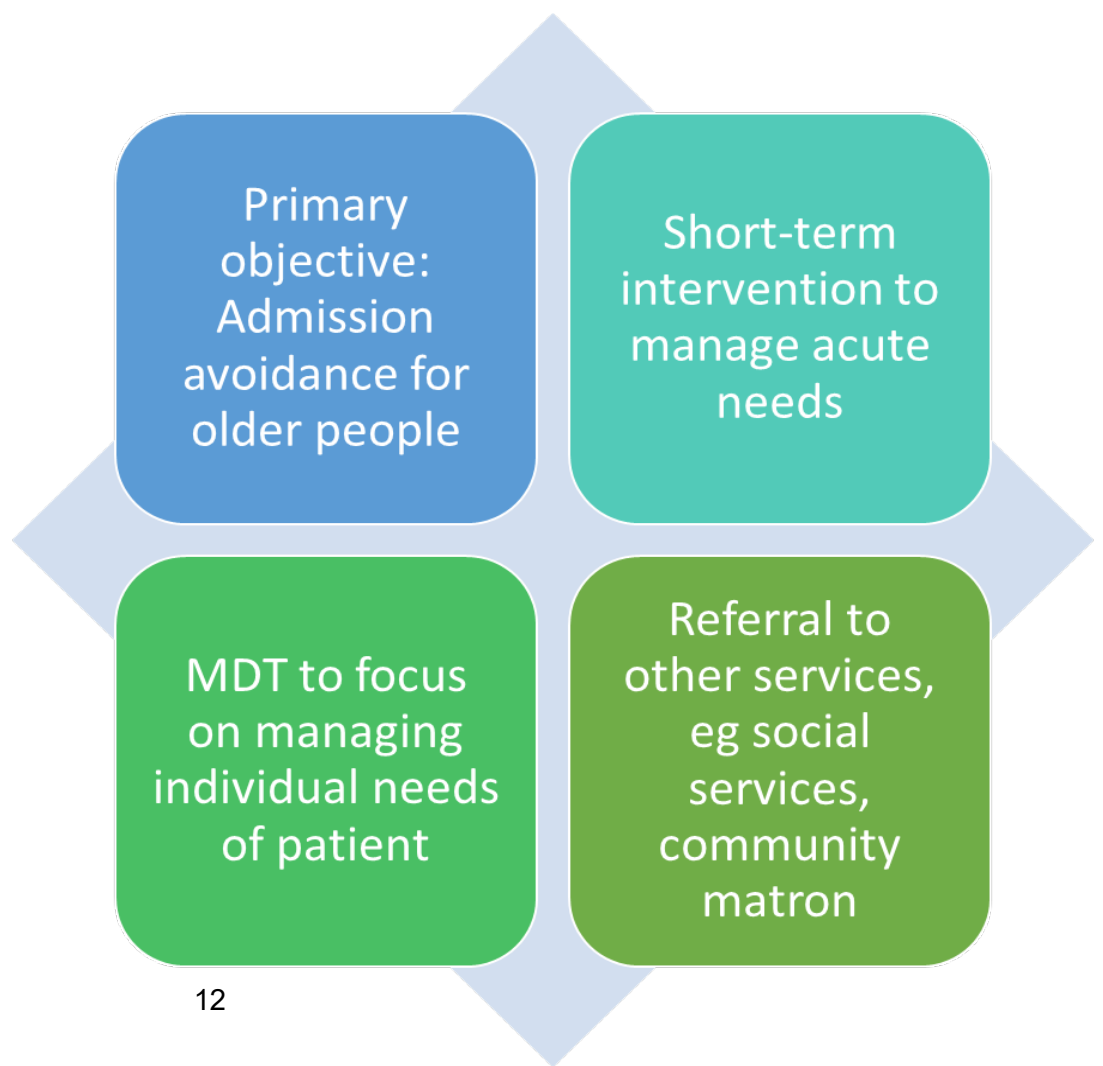 Primary
objective:
Admission
avoidance for
older people
Short-term
intervention to
manage acute
needs
MDT to focus
on managing
individual needs
of patient
Referral to
other services,
eg social
services,
community
matron
12